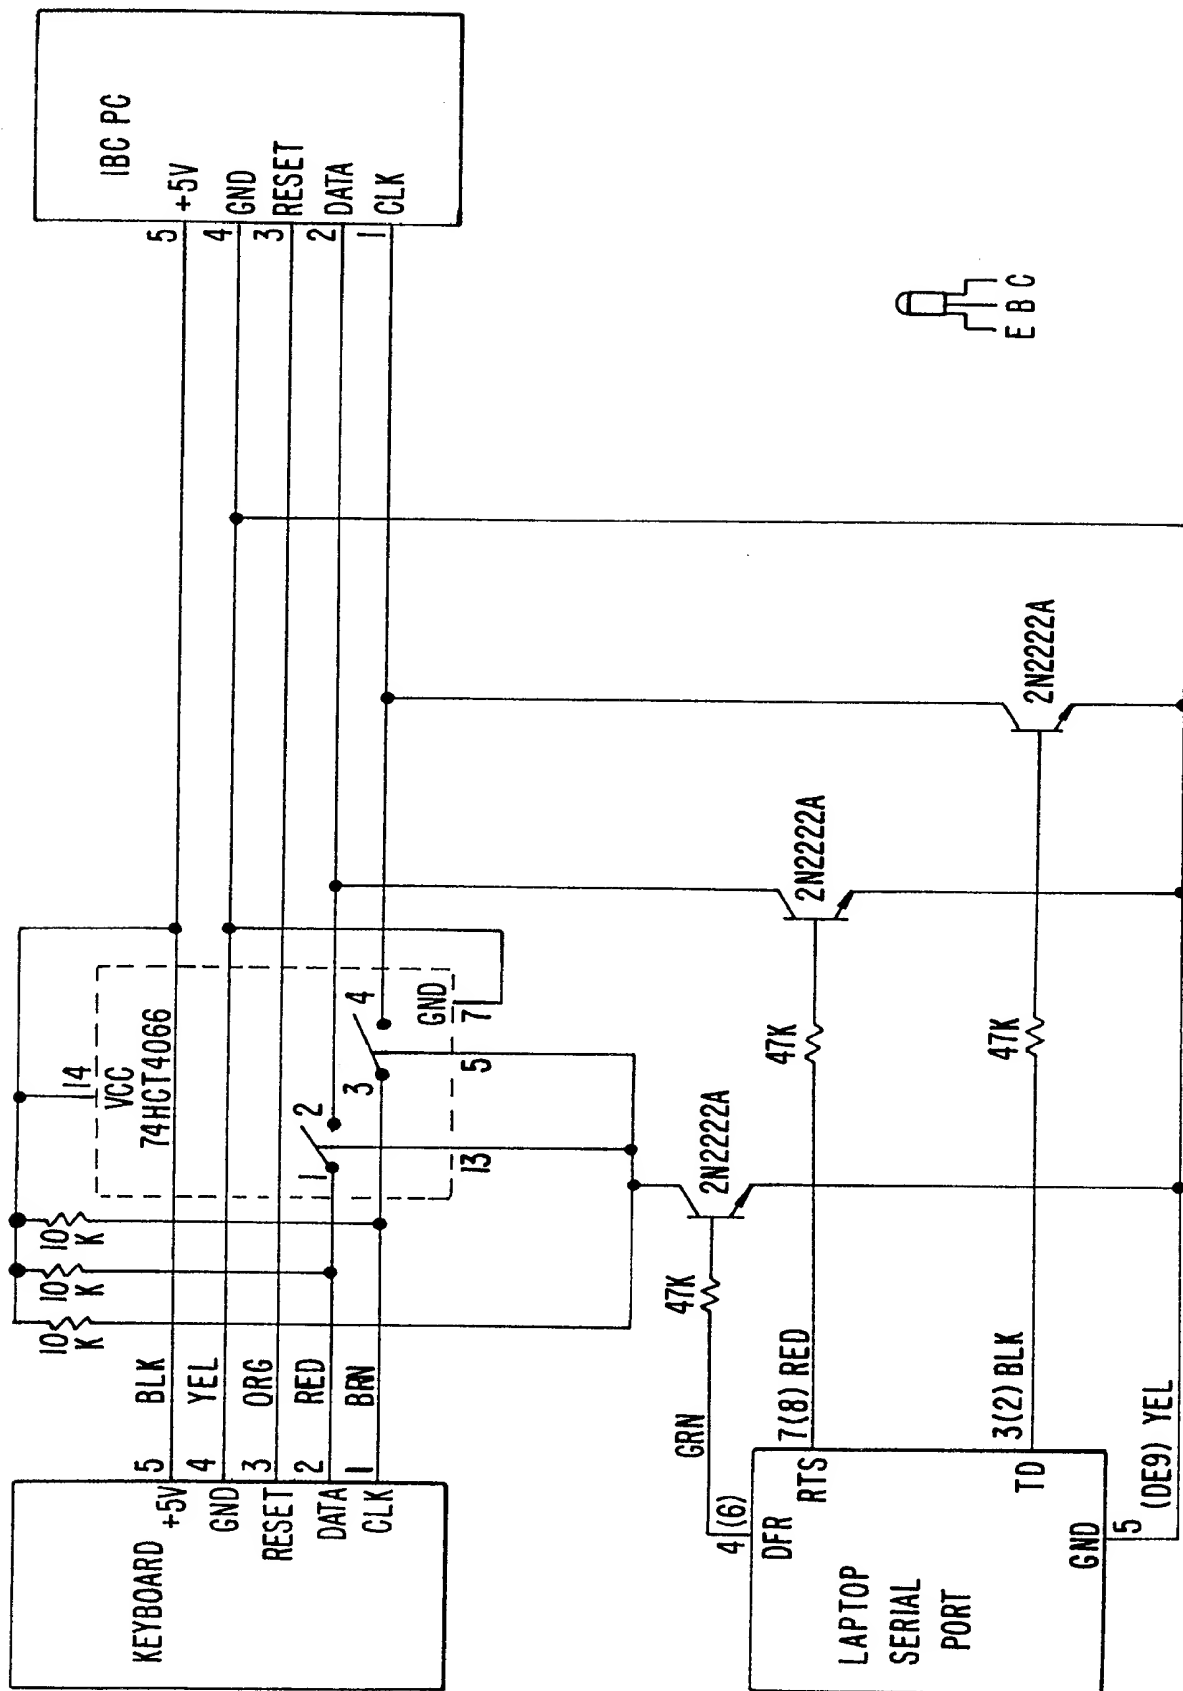 KEYBOARD
+5V
GND
RESET
DATA
CLK
5
4
3
2
1
BLK
YEL
ORG
RED
BRN
10
K
10
K
10
K
14
VCC
74HCT4066
1
2
3
4
13
5
GND
7
IBC PC
+5V
GND
RESET
DATA
CLK
5
4
3
2
1
LAPTOP
SERIAL
PORT
DFR
RTS
TD
GND
4(6)
GRN
7(8) RED
3(2) BLK
5
(DE9) YEL
47K
2N2222A
47K
2N2222A
47K
2N2222A
E B C